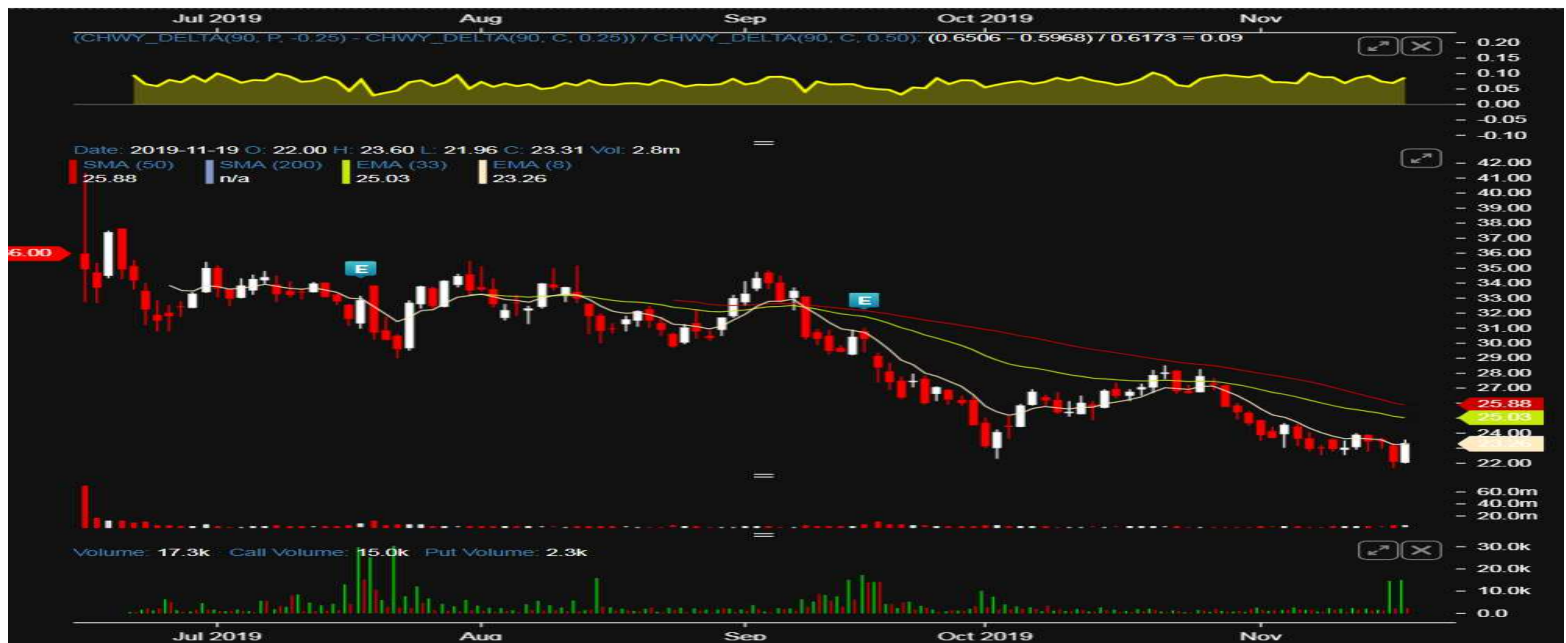 Jul 2019 Aug Sep Oct 2019 Nov
(CHWY_DELTA(90, P, -0.25) - CHWY_DELTA(90, C, 0.25)) / CHWY_DELTA(90, C, 0.50): (0.6506 - 0.5968) / 0.6173 = 0.09
0.20
0.15
0.10
0.05
0.00
-0.05
-0.10
Date: 2019-11-19 O: 22.00 H: 23.60 L: 21.96 C: 23.31 Vol: 2.8m
SMA (50) SMA (200) EMA (33) EMA (8)
25.88 n/a 25.03 23.26
42.00
41.00
40.00
39.00
38.00
37.00
36.00
6.00
35.00
E
34.00
33.00
E
32.00
31.00
30.00
29.00
28.00
27.00
25.88
25.03
24.00
23.26
22.00
60.0m
40.0m
20.0m
Volume: 17.3k Call Volume: 15.0k Put Volume: 2.3k
30.0k
20.0k
10.0k
0.0
Jul 2019 Aug Sep Oct 2019 Nov